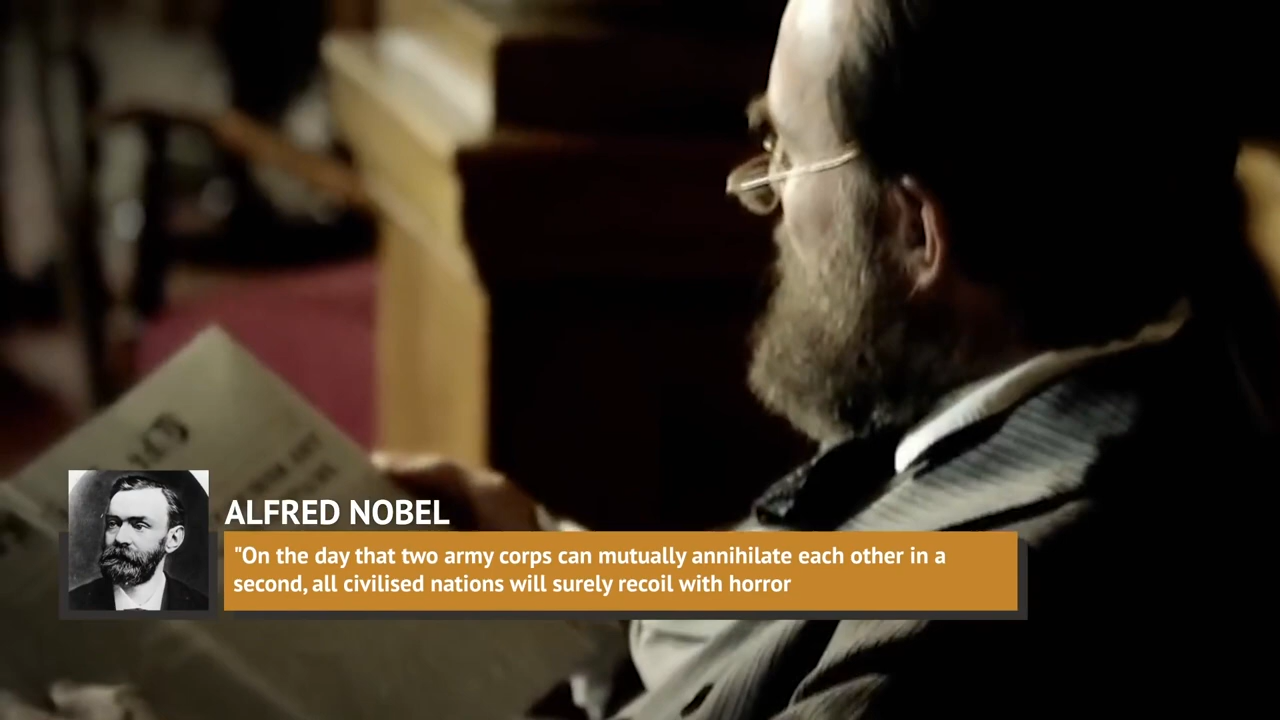 ALFRED NOBEL
"On the day that two army corps can mutually annihilate each other in a
second, all civilised nations will surely recoil with horror